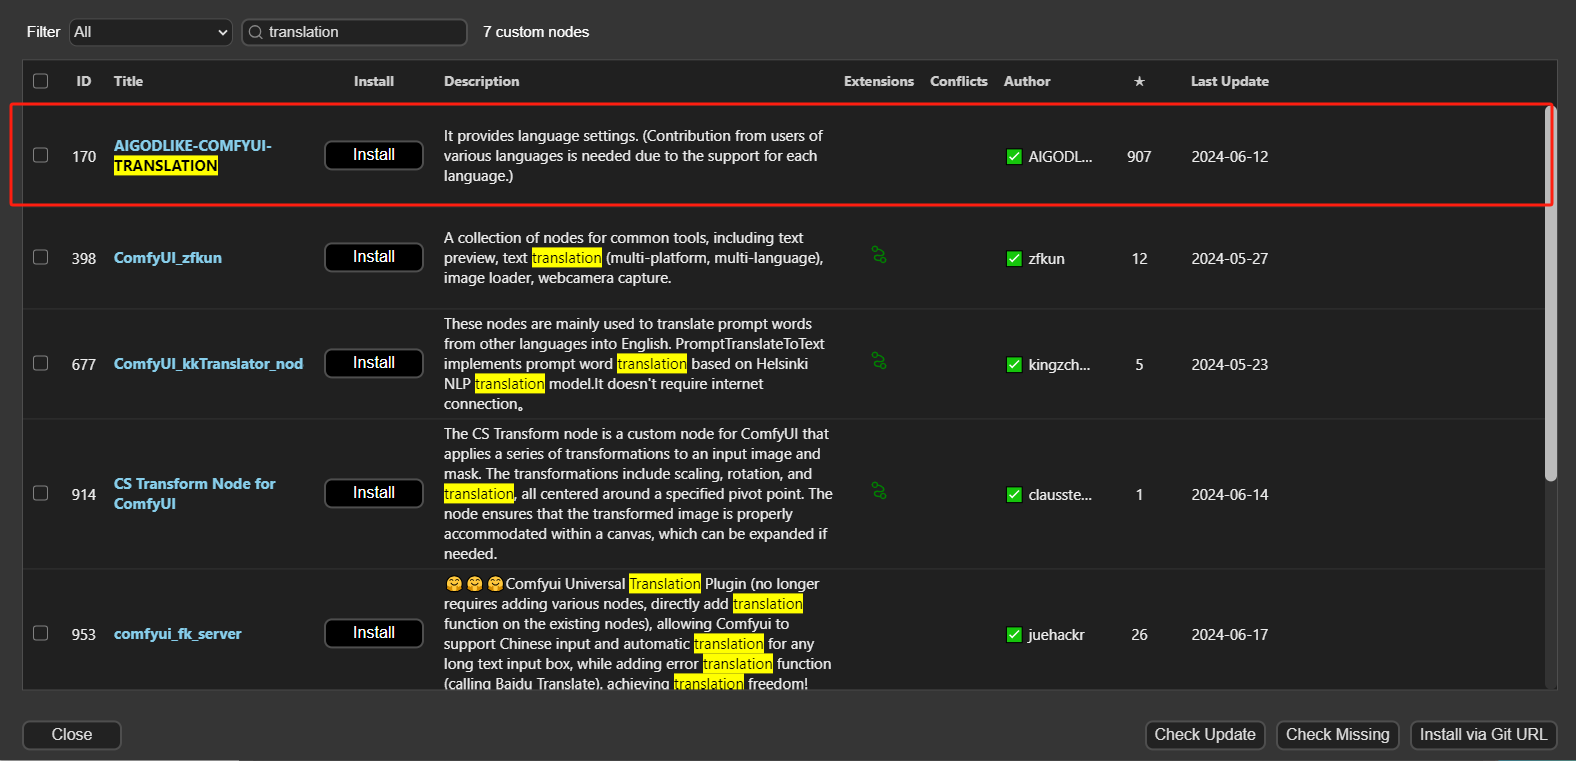 Filter All translation 7 custom nodes
ID Title Install Description Extensions Conflicts Author ★ Last Update
170 AIGODLIKE-COMFYUI-
TRANSLATION
Install
It provides language settings. (Contribution from users of
various languages is needed due to the support for each
language.)
✅ AIGODL... 907 2024-06-12
398 ComfyUI_zfkun Install
A collection of nodes for common tools, including text
preview, text translation (multi-platform, multi-language),
image loader, webcamera capture.
✅ zfkun 12 2024-05-27
677 ComfyUI_kkTranslator_nod Install
These nodes are mainly used to translate prompt words
from other languages into English. PromptTranslateToText
implements prompt word translation based on Helsinki
NLP translation model.It doesn't require internet
connection。
✅ kingzch... 5 2024-05-23
914 CS Transform Node for
ComfyUI
Install
The CS Transform node is a custom node for ComfyUI that
applies a series of transformations to an input image and
mask. The transformations include scaling, rotation, and
translation, all centered around a specified pivot point. The
node ensures that the transformed image is properly
accommodated within a canvas, which can be expanded if
needed.
✅ clausste... 1 2024-06-14
953 comfyui_fk_server Install
🤗🤗🤗Comfyui Universal Translation Plugin (no longer
requires adding various nodes, directly add translation
function on the existing nodes), allowing Comfyui to
support Chinese input and automatic translation for any
long text input box, while adding error translation function
(calling Baidu Translate), achieving translation freedom!
✅ juehackr 26 2024-06-17
Close Check Update Check Missing Install via Git URL